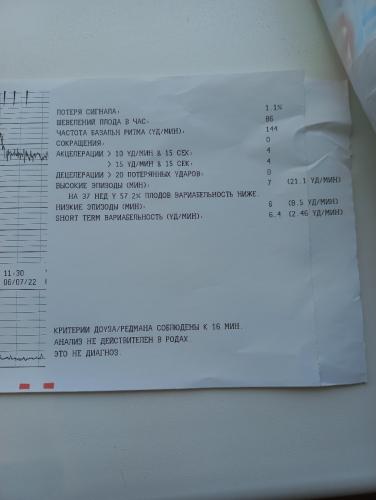 ПОТЕРЯ СИГНАЛА: 1.1%
ШЕВЕЛЕНИЙ ПЛОДА В ЧАС: 86
ЧАСТОТА БАЗАЛЬН РИТМА (УД/МИН): 144
СОКРАЩЕНИЯ: 0
АКЦЕЛЕРАЦИИ > 10 УД/МИН & 15 СЕК: 4
> 15 УД/МИН & 15 СЕК: 4
ДЕЦЕЛЕРАЦИИ > 20 ПОТЕРЯННЫХ УДАРОВ: 0
ВЫСОКИЕ ЭПИЗОДЫ (МИН): 7 (21.1 УД/МИН)
НА 37 НЕД У 57.2% ПЛОДОВ ВАРИАБЕЛЬНОСТЬ НИЖЕ.
НИЗКИЕ ЭПИЗОДЫ (МИН): 6 (8.5 УД/МИН)
SHORT TERM ВАРИАБЕЛЬНОСТЬ (УД/МИН): 6.4 (2.46 УД/МИН)
11:30
06/07/22
КРИТЕРИИ ДОУЗА/РЕДМАНА СОБЛЮДЕНЫ К 16 МИН.
АНАЛИЗ НЕ ДЕЙСТВИТЕЛЕН В РОДАХ.
ЭТО НЕ ДИАГНОЗ.